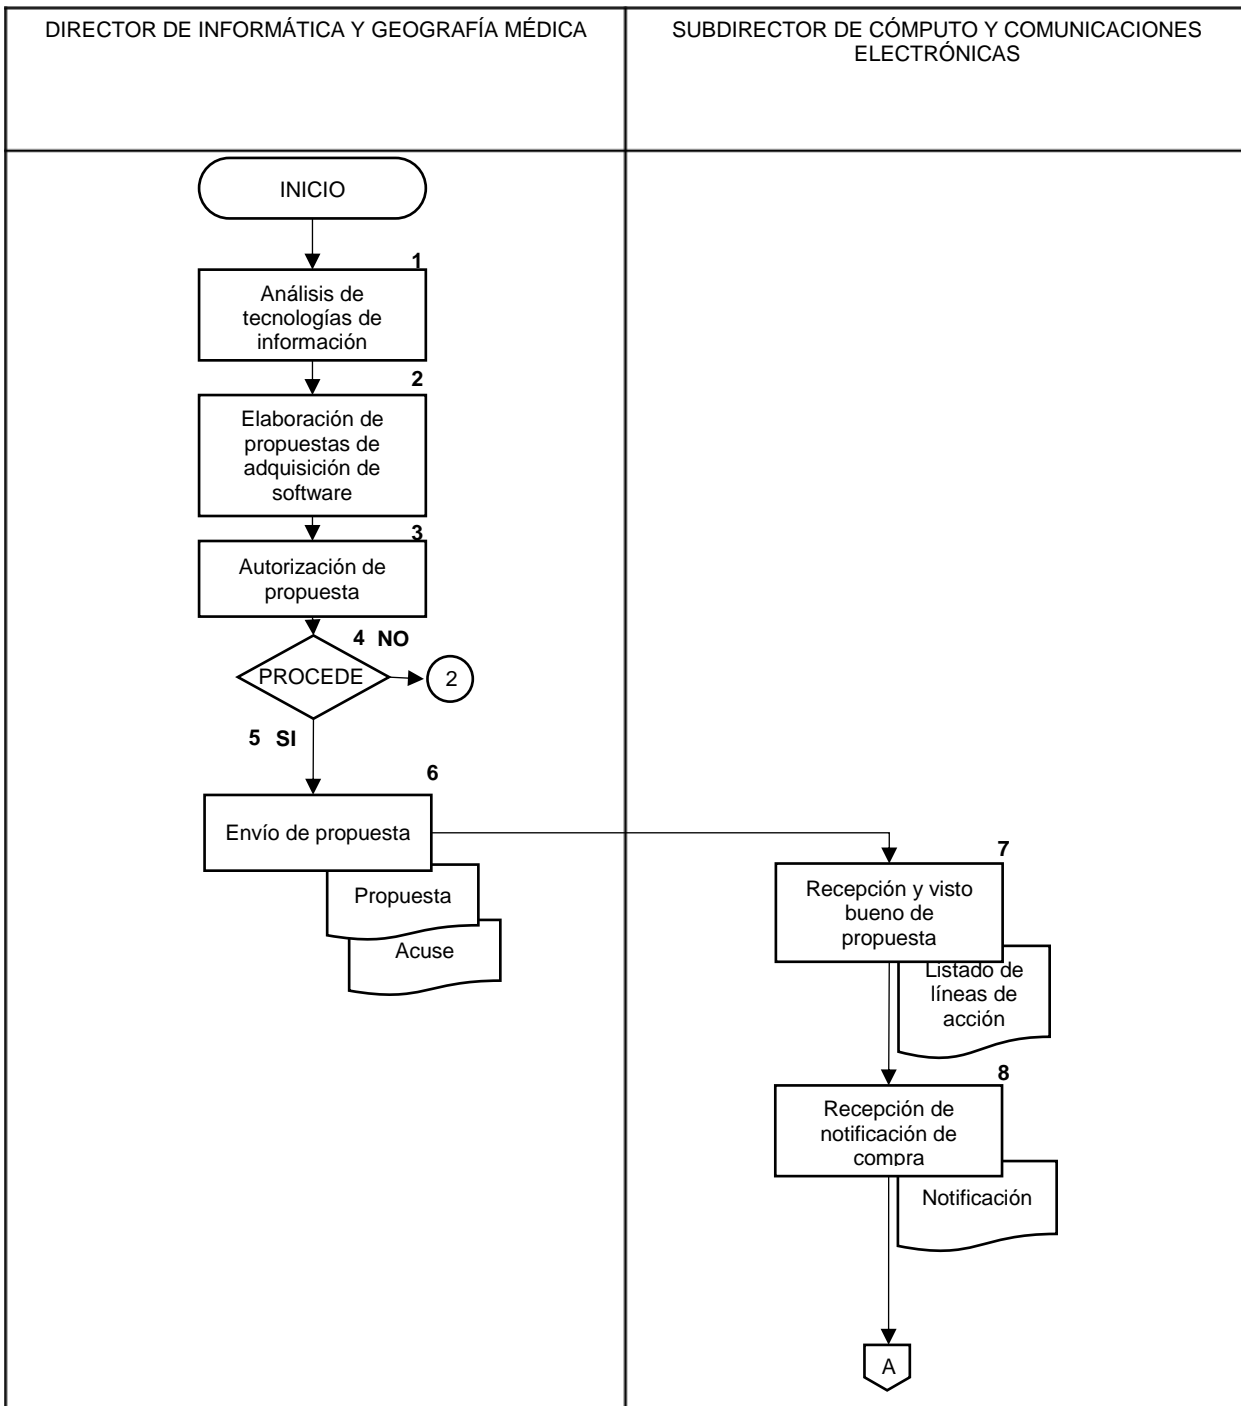 DIRECTOR DE INFORMÁTICA Y GEOGRAFÍA MÉDICA
SUBDIRECTOR DE CÓMPUTO Y COMUNICACIONES
ELECTRÓNICAS
INICIO
1
Análisis de
tecnologías de
información
2
Elaboración de
propuestas de
adquisición de
software
3
Autorización de
propuesta
4 NO
PROCEDE
2
5 SI
6
Envío de propuesta
Propuesta
Acuse
7
Recepción y visto
bueno de
propuesta
Listado de
líneas de
acción
8
Recepción de
notificación de
compra
Notificación
A